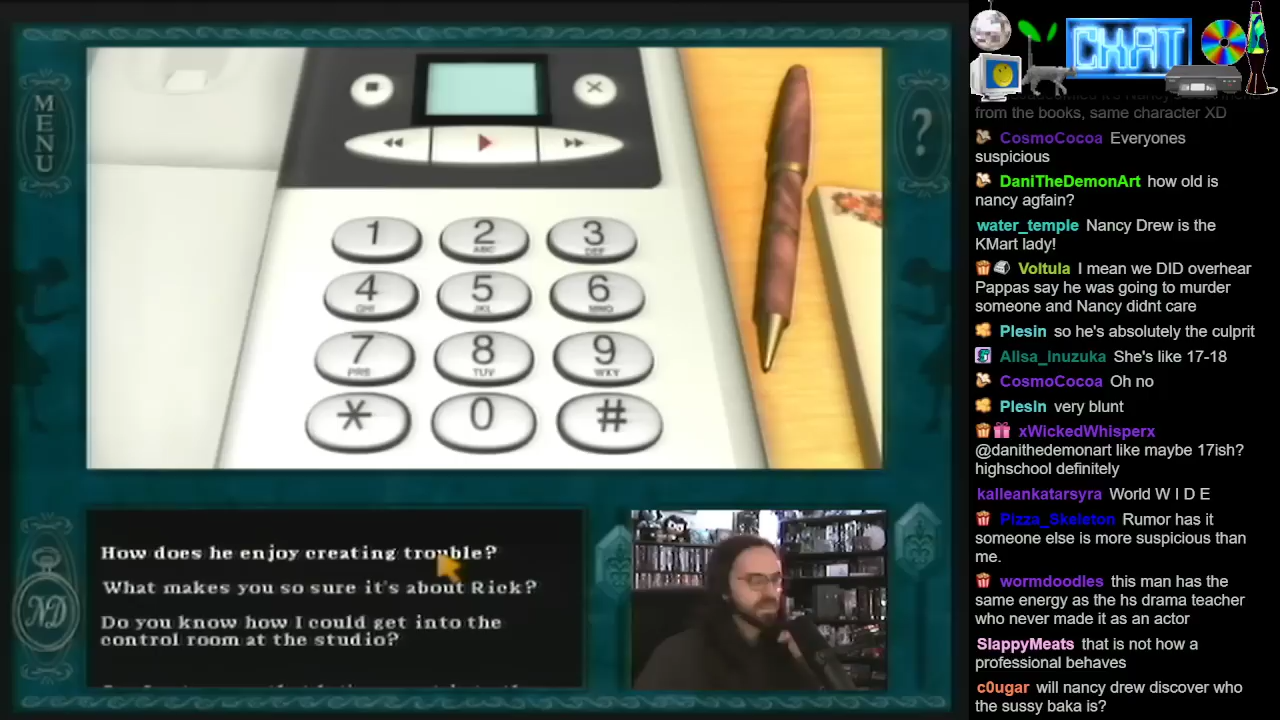 MENU
?
1
2
ABC
3
DEF
4
5
JKL
6
MNO
7
PRS
8
TUV
9
WXY
*
0
#
How does he enjoy creating trouble?
What makes you so sure it's about Rick?
Do you know how I could get into the
control room at the studio?
ND
CHAT
from the books, same character XD
CosmoCocoa Everyones
suspicious
DaniTheDemonArt how old is
nancy agfain?
water_temple Nancy Drew is the
KMart lady!
Voltula I mean we DID overhear
Pappas say he was going to murder
someone and Nancy didnt care
Plesin so he's absolutely the culprit
Alisa_Inuzuka She's like 17-18
CosmoCocoa Oh no
Plesin very blunt
xWickedWhisperx
@danithedemonart like maybe 17ish?
highschool definitely
kalleankatarsyra World W I D E
Pizza_Skeleton Rumor has it
someone else is more suspicious than
me.
wormdoodles this man has the
same energy as the hs drama teacher
who never made it as an actor
SlappyMeats that is not how a
professional behaves
c0ugar will nancy drew discover who
the sussy baka is?